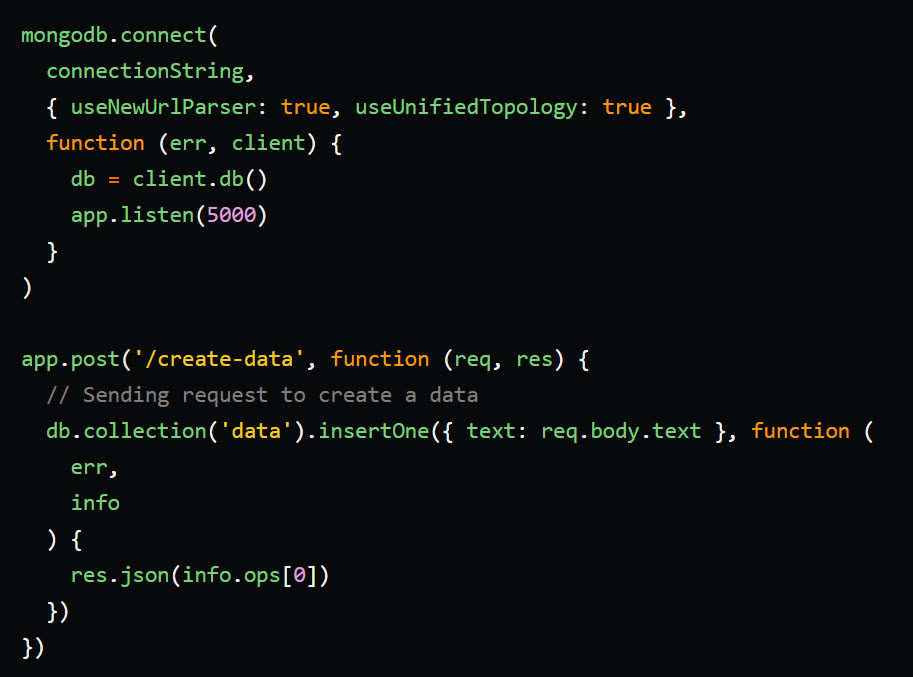 mongodb.connect(
  connectionString,
  { useNewUrlParser: true, useUnifiedTopology: true },
  function (err, client) {
    db = client.db()
    app.listen(5000)
  }
)

app.post('/create-data', function (req, res) {
  // Sending request to create a data
  db.collection('data').insertOne({ text: req.body.text }, function (
    err,
    info
  ) {
    res.json(info.ops[0])
  })
})